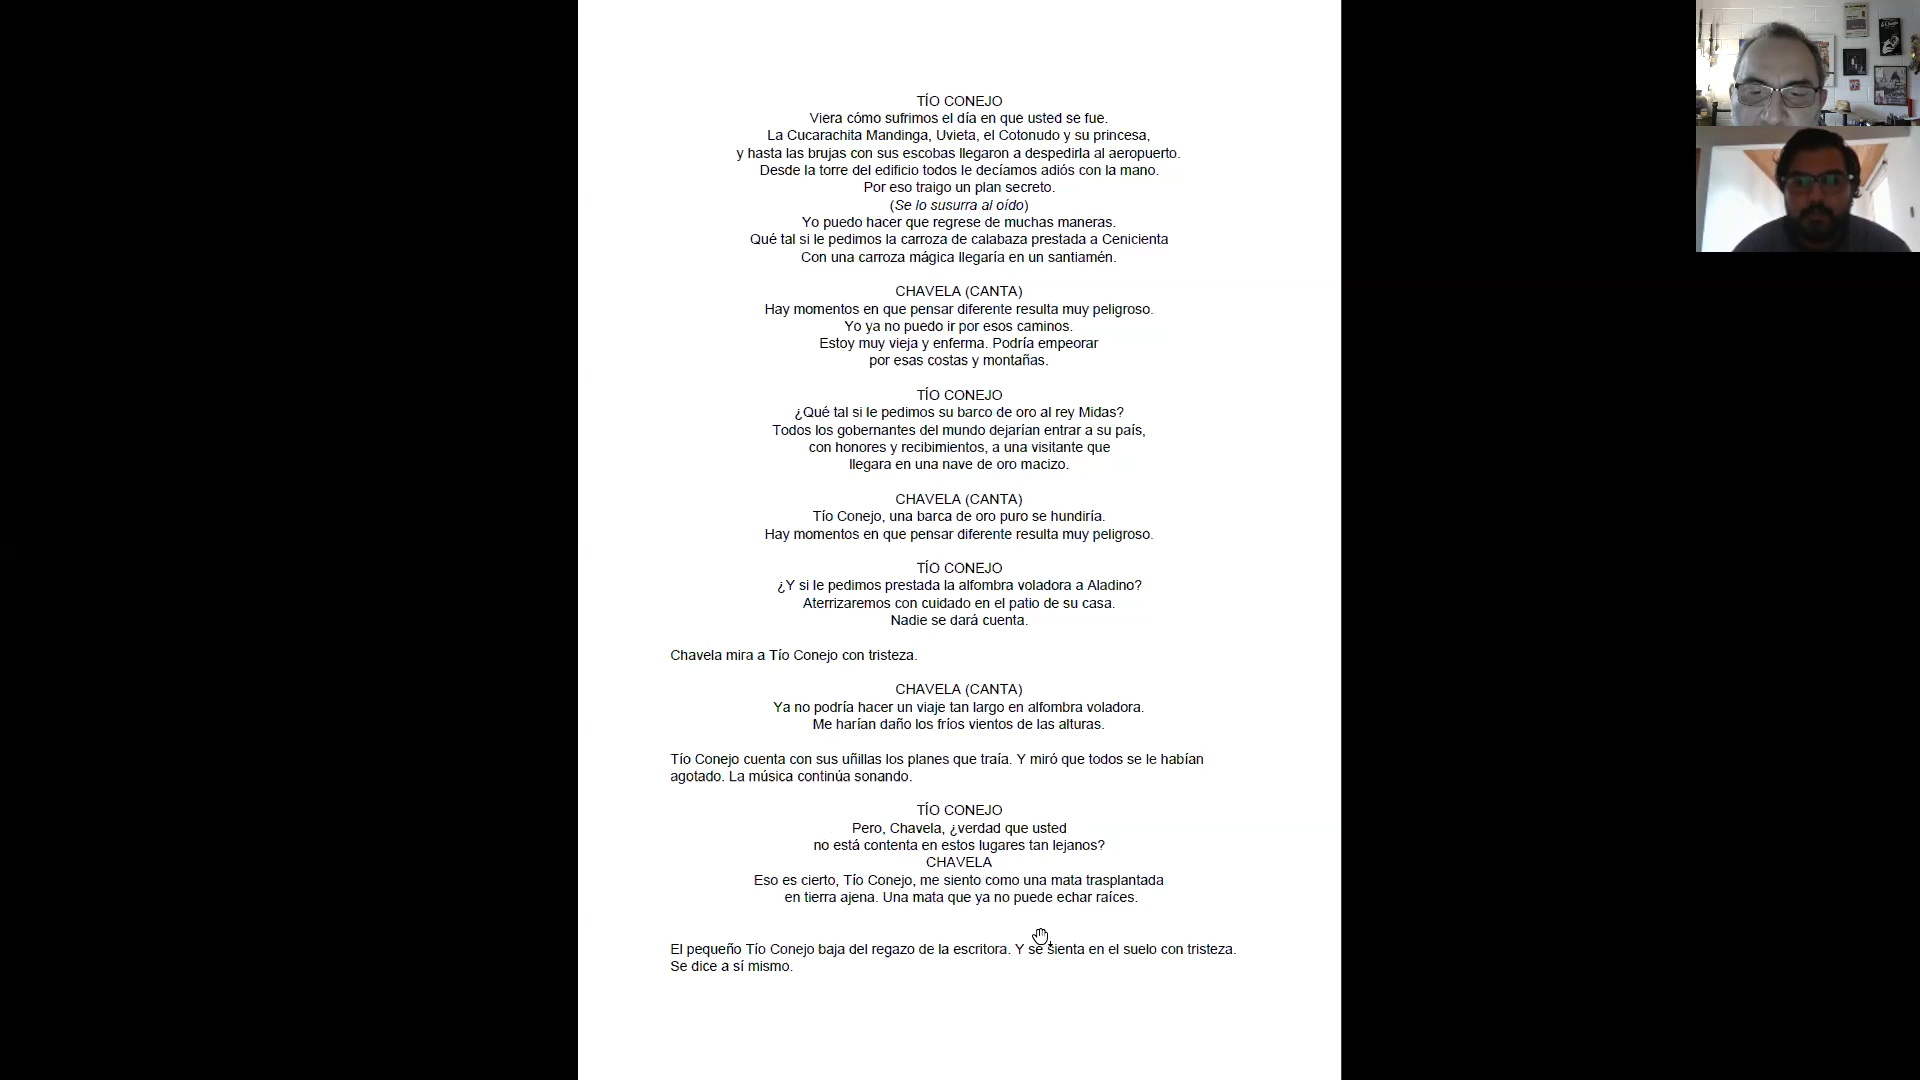 TÍO CONEJO
Viera cómo sufrimos el día en que usted se fue.
La Cucarachita Mandinga, Uvieta, el Cotonudo y su princesa,
y hasta las brujas con sus escobas llegaron a despedirla al aeropuerto.
Desde la torre del edificio todos le decíamos adiós con la mano.
Por eso traigo un plan secreto.
(Se lo susurra al oído)
Yo puedo hacer que regrese de muchas maneras.
Qué tal si le pedimos la carroza de calabaza prestada a Cenicienta
Con una carroza mágica llegaría en un santiamén.
CHAVELA (CANTA)
Hay momentos en que pensar diferente resulta muy peligroso.
Yo ya no puedo ir por esos caminos.
Estoy muy vieja y enferma. Podría empeorar
por esas costas y montañas.
TÍO CONEJO
¿Qué tal si le pedimos su barco de oro al rey Midas?
Todos los gobernantes del mundo dejarían entrar a su país,
con honores y recibimientos, a una visitante que
llegara en una nave de oro macizo.
CHAVELA (CANTA)
Tío Conejo, una barca de oro puro se hundiría.
Hay momentos en que pensar diferente resulta muy peligroso.
TÍO CONEJO
¿Y si le pedimos prestada la alfombra voladora a Aladino?
Aterrizaremos con cuidado en el patio de su casa.
Nadie se dará cuenta.
Chavela mira a Tío Conejo con tristeza.
CHAVELA (CANTA)
Ya no podría hacer un viaje tan largo en alfombra voladora.
Me harían daño los fríos vientos de las alturas.
Tío Conejo cuenta con sus uñillas los planes que traía. Y miró que todos se le habían
agotado. La música continúa sonando.
TÍO CONEJO
Pero, Chavela, ¿verdad que usted
no está contenta en estos lugares tan lejanos?
CHAVELA
Eso es cierto, Tío Conejo, me siento como una mata trasplantada
en tierra ajena. Una mata que ya no puede echar raíces.
El pequeño Tío Conejo baja del regazo de la escritora. Y se sienta en el suelo con tristeza.
Se dice a sí mismo.